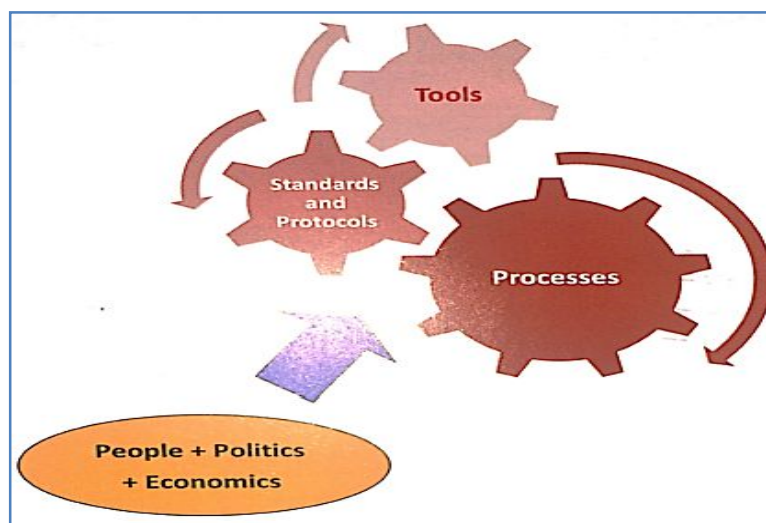 Tools
Standards
and
Protocols
Processes
People + Politics
+ Economics